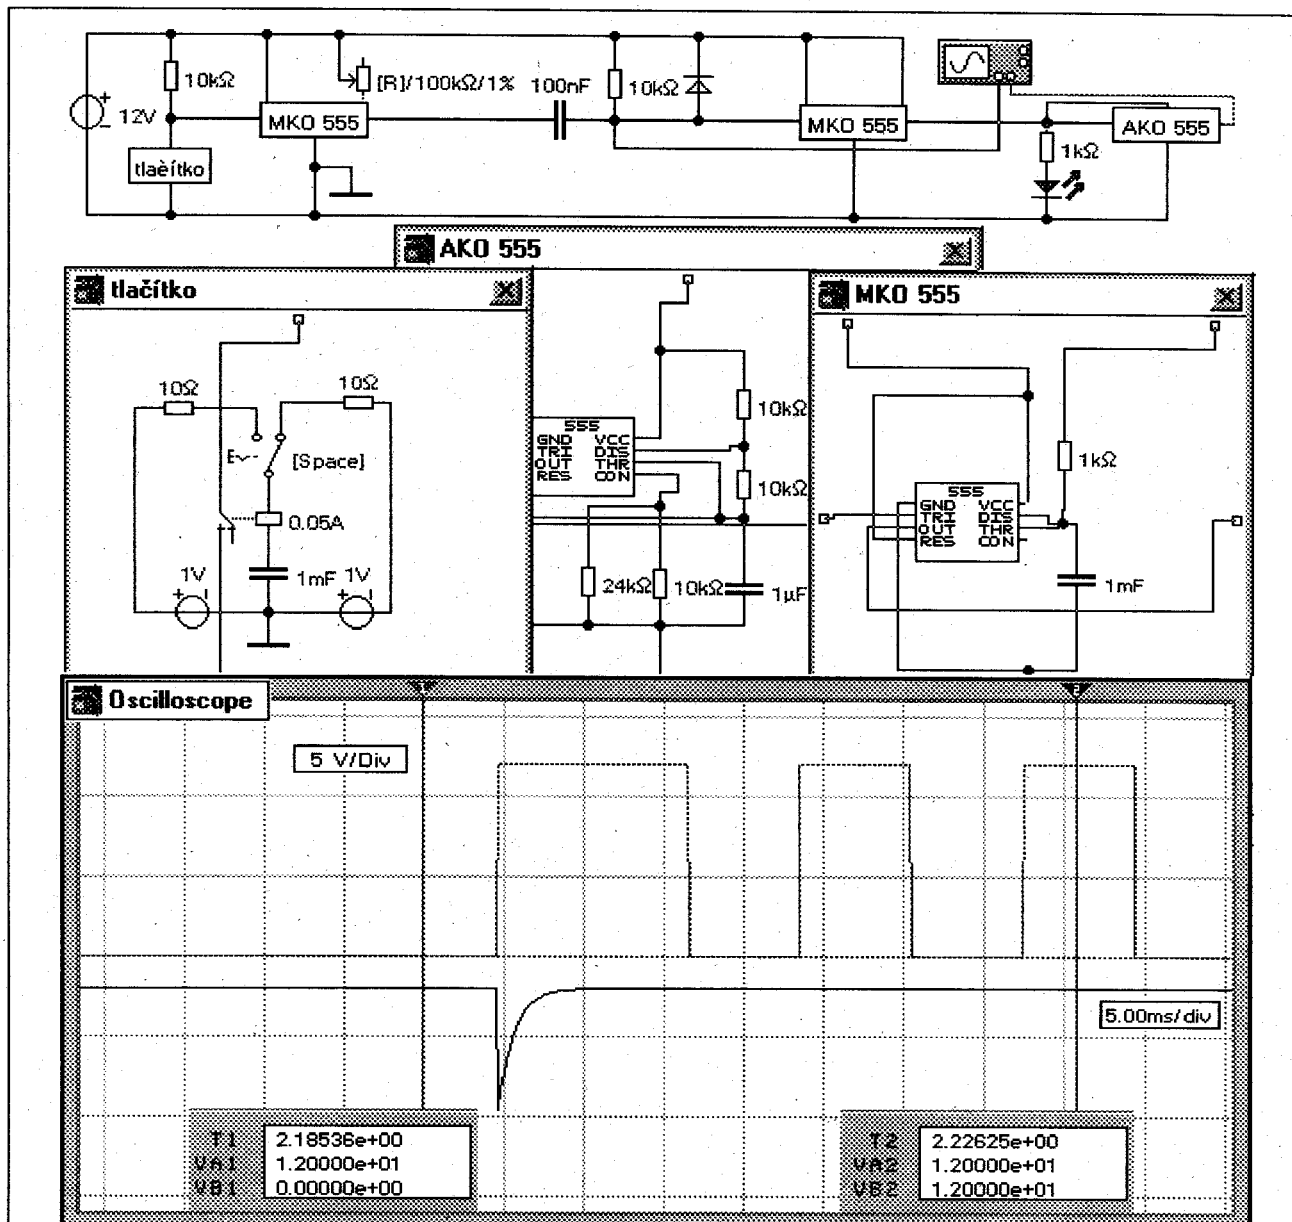 10kΩ
[R]/100kΩ/1%
100nF
10kΩ
12V
MKO 555
MKO 555
AKO 555
1kΩ
tlaèítko
AKO 555
tlačítko
10Ω
10Ω
[Space]
0.05A
1mF
1V
1V
555
GND VCC
TRI DIS
OUT THR
RES CON
10kΩ
10kΩ
24kΩ
10kΩ
1µF
MKO 555
1kΩ
555
GND VCC
TRI DIS
OUT THR
RES CON
1mF
Oscilloscope
1
2
5 V/Div
5.00ms/div
T1 2.18536e+00
VA1 1.20000e+01
VB1 0.00000e+00
T2 2.22625e+00
VA2 1.20000e+01
VB2 1.20000e+01